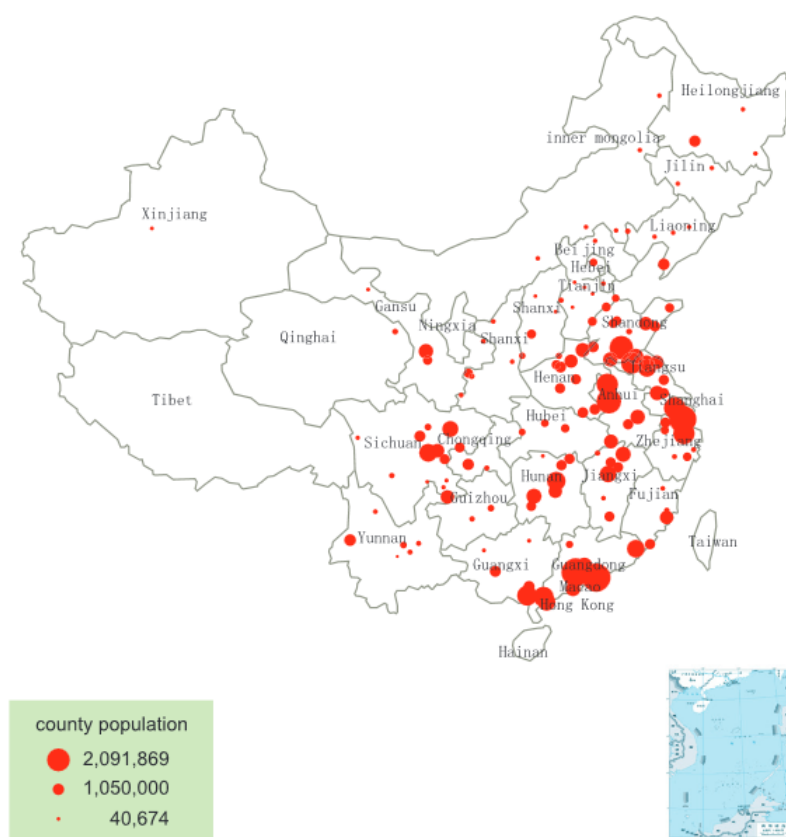 Heilongjiang
inner mongolia
Jilin
Xinjiang
Liaoning
Beijing
Hebei
Tianjin
Gansu
Shanxi
Ningxia
Shandong
Qinghai
Shanxi
Jiangsu
Henan
Tibet
Anhui
Shanghai
Hubei
Sichuan
Chongqing
Zhejiang
Hunan
Jiangxi
Guizhou
Fujian
Yunnan
Taiwan
Guangxi
Guangdong
Macao
Hong Kong
Hainan
county population
2,091,869
1,050,000
40,674